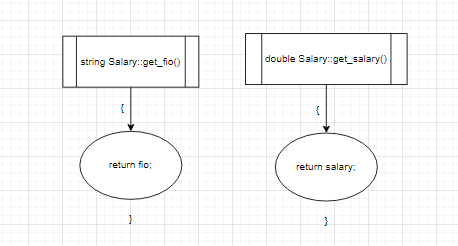 string Salary::get_fio()
{
return fio;
}
double Salary::get_salary()
{
return salary;
}